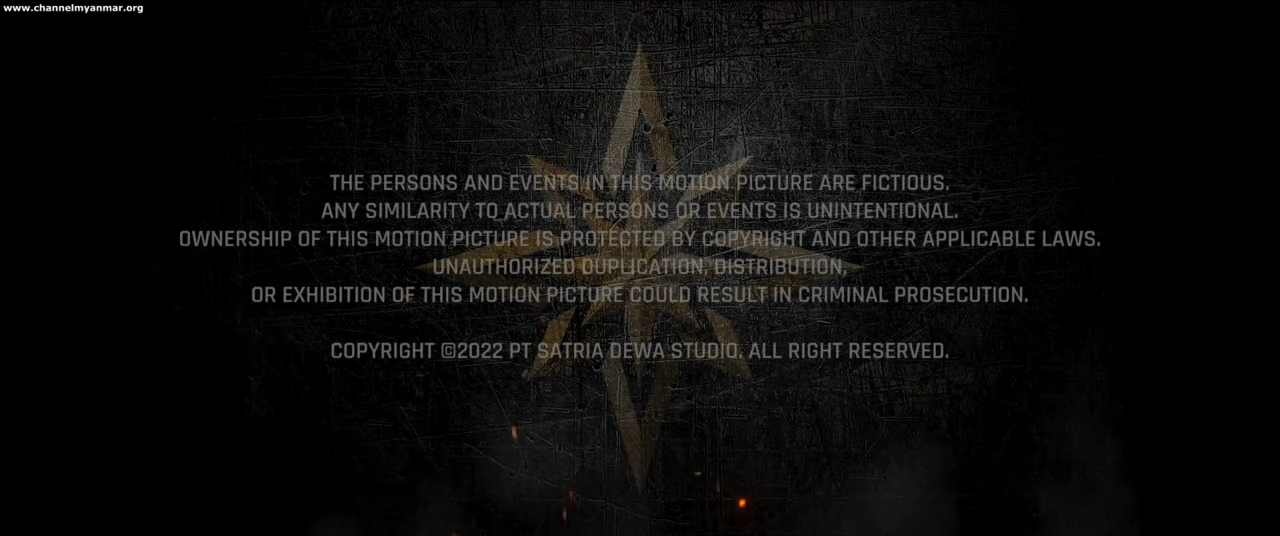 www.channelmyanmar.org
THE PERSONS AND EVENTS IN THIS MOTION PICTURE ARE FICTIOUS.
ANY SIMILARITY TO ACTUAL PERSONS OR EVENTS IS UNINTENTIONAL.
OWNERSHIP OF THIS MOTION PICTURE IS PROTECTED BY COPYRIGHT AND OTHER APPLICABLE LAWS.
UNAUTHORIZED DUPLICATION, DISTRIBUTION,
OR EXHIBITION OF THIS MOTION PICTURE COULD RESULT IN CRIMINAL PROSECUTION.
COPYRIGHT ©2022 PT SATRIA DEWA STUDIO. ALL RIGHT RESERVED.